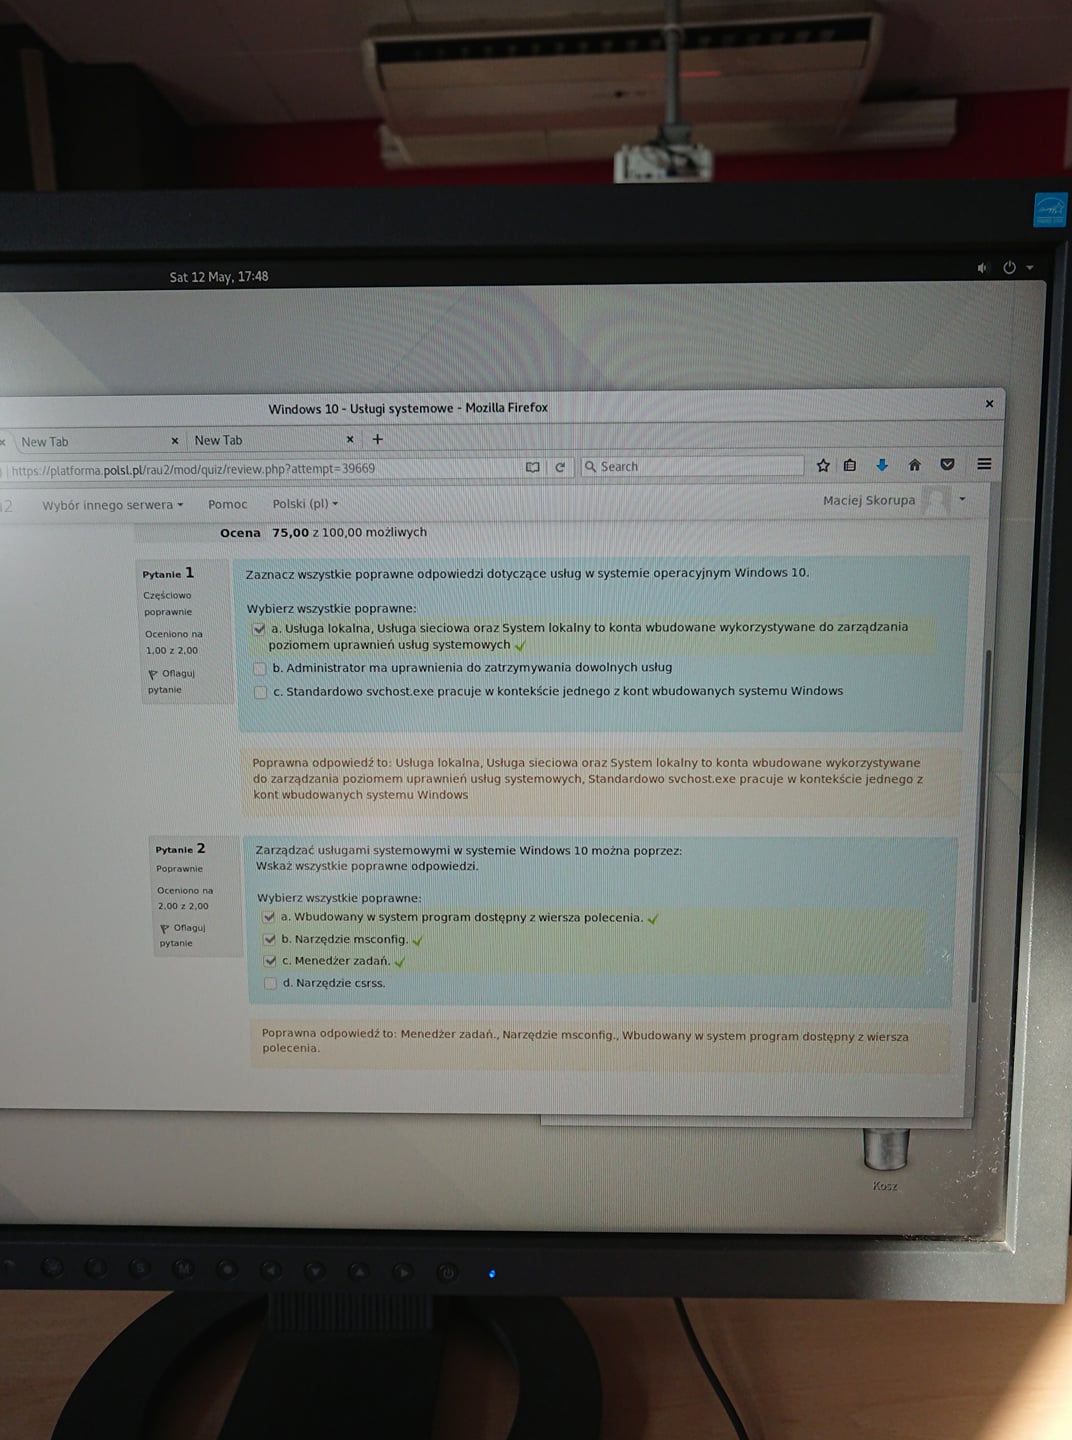 Sat 12 May, 17:48
Windows 10 - Usługi systemowe - Mozilla Firefox
New Tab
New Tab
https://platforma.polsl.pl/rau2/mod/quiz/review.php?attempt=39669
Search
Wybór innego serwera
Pomoc
Polski (pl)
Maciej Skorupa
Ocena 75,00 z 100,00 możliwych
Pytanie 1
Częściowo
poprawnie
Oceniono na
1,00 z 2,00
Oflaguj
pytanie
Zaznacz wszystkie poprawne odpowiedzi dotyczące usług w systemie operacyjnym Windows 10.
Wybierz wszystkie poprawne:
a. Usługa lokalna, Usługa sieciowa oraz System lokalny to konta wbudowane wykorzystywane do zarządzania
poziomem uprawnień usług systemowych
b. Administrator ma uprawnienia do zatrzymywania dowolnych usług
c. Standardowo svchost.exe pracuje w kontekście jednego z kont wbudowanych systemu Windows
Poprawna odpowiedź to: Usługa lokalna, Usługa sieciowa oraz System lokalny to konta wbudowane wykorzystywane
do zarządzania poziomem uprawnień usług systemowych, Standardowo svchost.exe pracuje w kontekście jednego z
kont wbudowanych systemu Windows
Pytanie 2
Poprawnie
Oceniono na
2,00 z 2,00
Oflaguj
pytanie
Zarządzać usługami systemowymi w systemie Windows 10 można poprzez:
Wskaż wszystkie poprawne odpowiedzi.
Wybierz wszystkie poprawne:
a. Wbudowany w system program dostępny z wiersza polecenia.
b. Narzędzie msconfig.
c. Menedżer zadań.
d. Narzędzie csrss.
Poprawna odpowiedź to: Menedżer zadań., Narzędzie msconfig., Wbudowany w system program dostępny z wiersza
polecenia.
Kosz
S
M